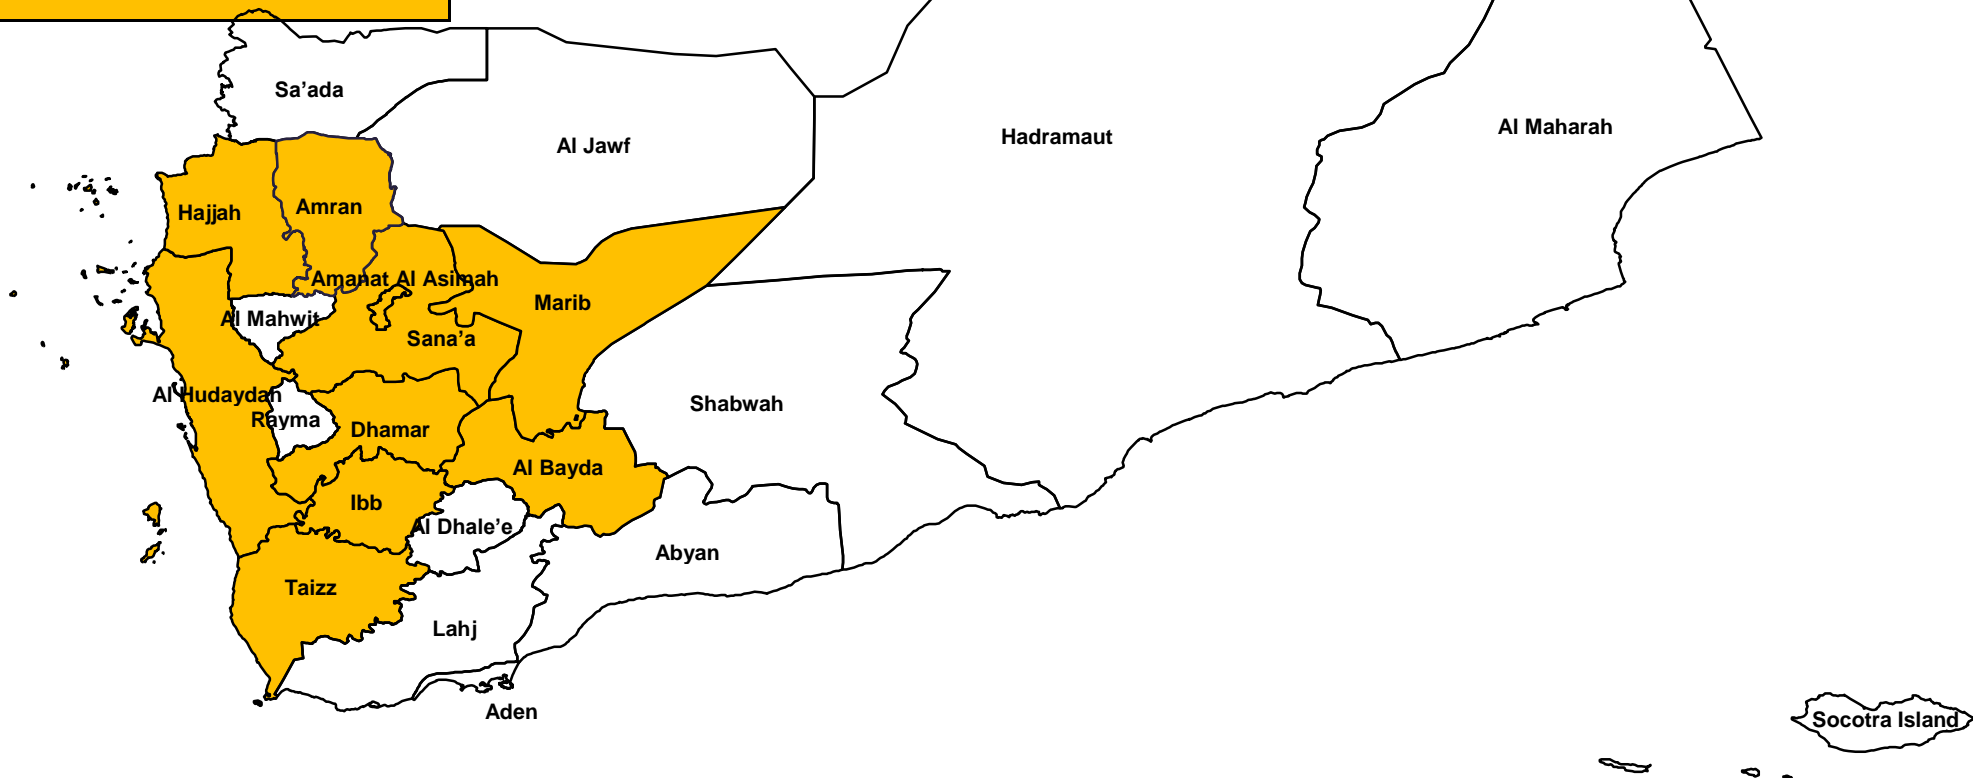 Sa’ada
Al Jawf
Hadramaut
Al Maharah
Hajjah
Amran
Amanat Al Asimah
Marib
Al Mahwit
Sana’a
Al Hudaydah
Rayma
Dhamar
Shabwah
Al Bayda
Ibb
Al Dhale’e
Abyan
Taizz
Lahj
Aden
Socotra Island